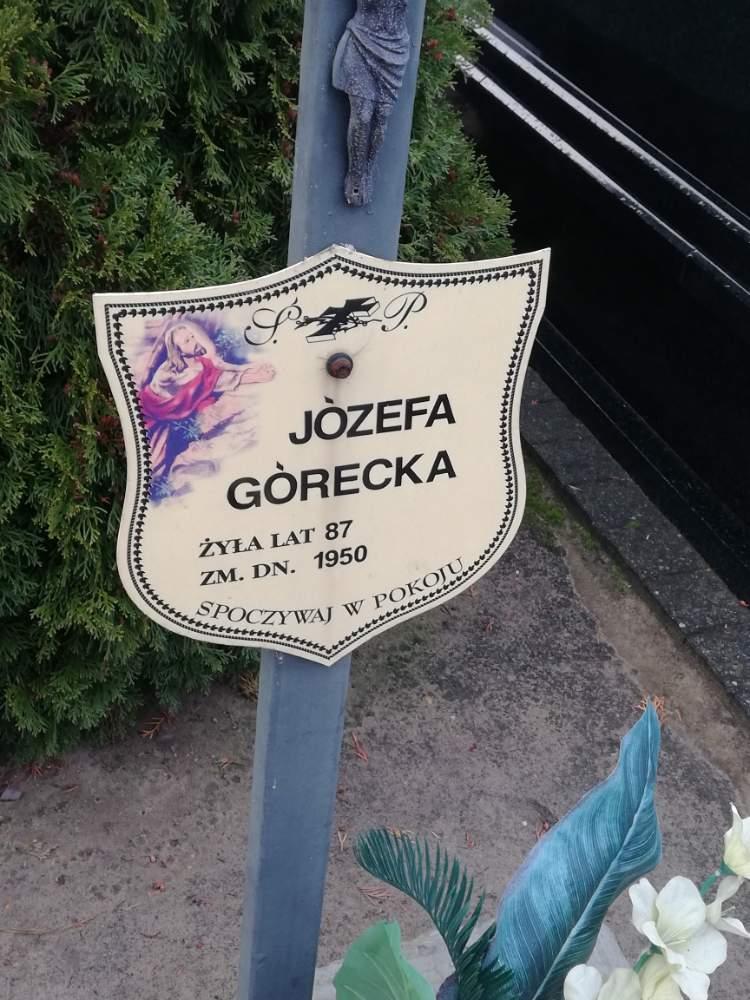 Ś. P.
JÒZEFA
GÒRECKA
ŻYŁA LAT 87
ZM. DN. 1950
SPOCZYWAJ W POKOJU